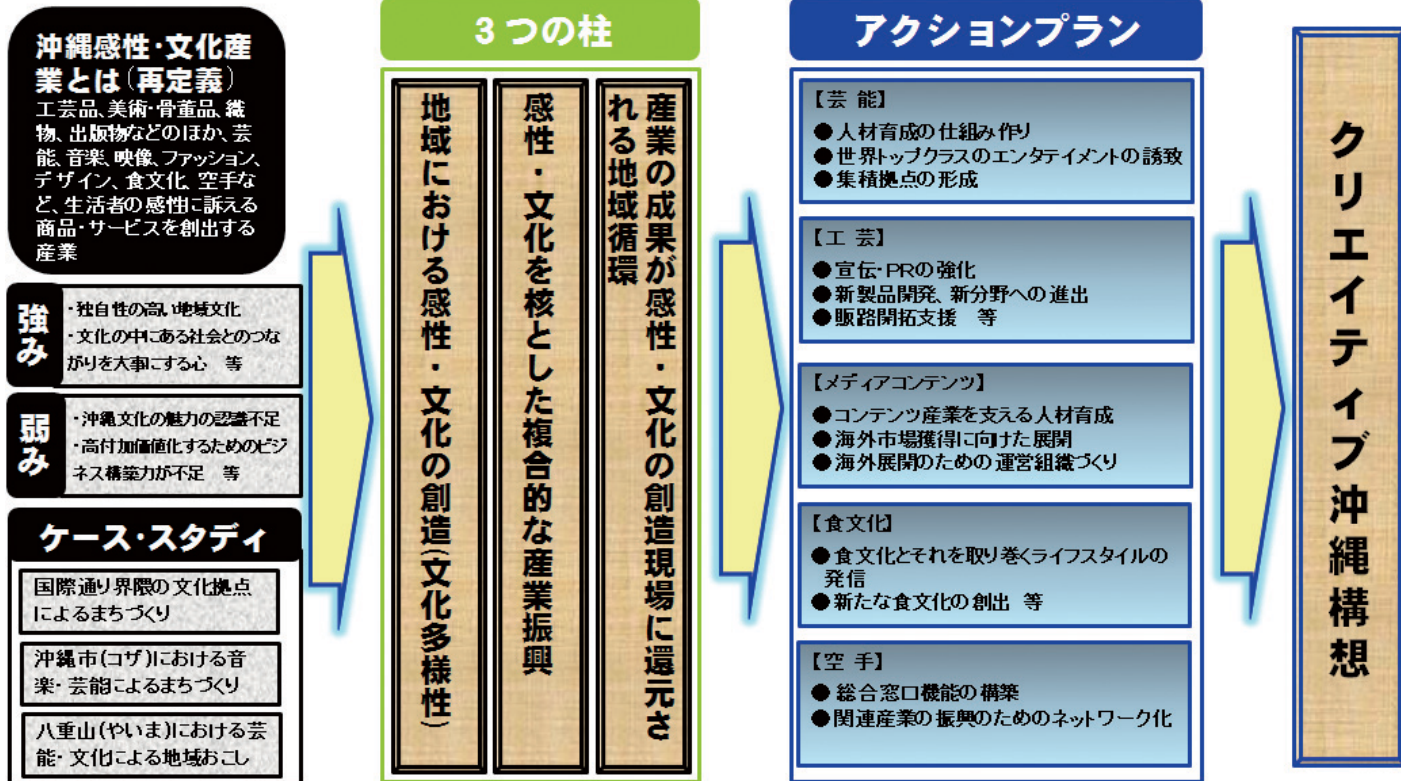 沖縄感性・文化産
業とは(再定義)
工芸品、美術・骨董品、織
物、出版物などのほか、芸
能、音楽、映像、ファッション、
デザイン、食文化、空手な
ど、生活者の感性に訴える
商品・サービスを創出する
産業
強み
・独自性の高い地域文化
・文化の中にある社会とのつな
がりを大事にする心 等
弱み
・沖縄文化の魅力の認識不足
・高付加価値化するためのビジ
ネス構築力が不足 等
ケース・スタディ
国際通り界隈の文化拠点
によるまちづくり
沖縄市(コザ)における音
楽・芸能によるまちづくり
八重山(やいま)における芸
能・文化による地域おこし
3つの柱
地域における感性・文化の創造(文化多様性)
感性・文化を核とした複合的な産業振興
産業の成果が感性・文化の創造現場に還元さ
れる地域循環
アクションプラン
【芸 能】
●人材育成の仕組み作り
●世界トップクラスのエンタテイメントの誘致
●集積拠点の形成
【工 芸】
●宣伝・PRの強化
●新製品開発、新分野への進出
●販路開拓支援 等
【メディアコンテンツ】
●コンテンツ産業を支える人材育成
●海外市場獲得に向けた展開
●海外展開のための運営組織づくり
【食文化】
●食文化とそれを取り巻くライフスタイルの
発信
●新たな食文化の創出 等
【空 手】
●総合窓口機能の構築
●関連産業の振興のためのネットワーク化
クリエイティブ沖縄構想